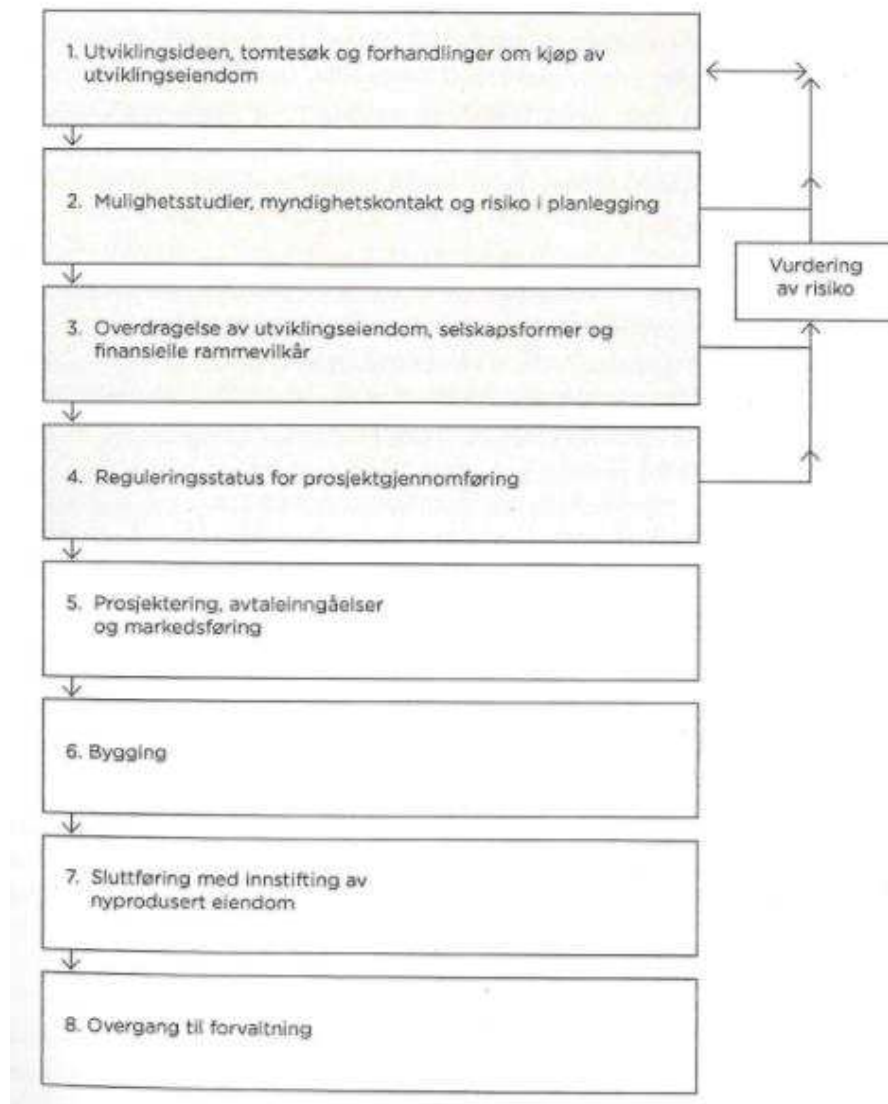 1. Utviklingsideen, tomtesøk og forhandlinger om kjøp av
utviklingseiendom
2. Mulighetsstudier, myndighetskontakt og risiko i planlegging
Vurdering
av risiko
3. Overdragelse av utviklingseiendom, selskapsformer og
finansielle rammevilkår
4. Reguleringsstatus for prosjektgjennomføring
5. Prosjektering, avtaleinngåelser
og markedsføring
6. Bygging
7. Sluttføring med innstifting av
nyprodusert eiendom
8. Overgang til forvaltning